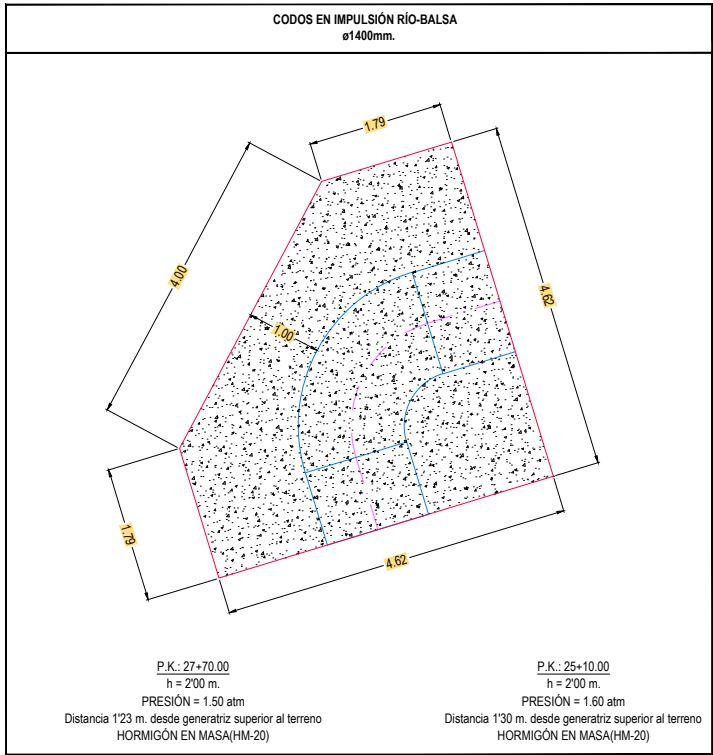 CODOS EN IMPULSIÓN RÍO-BALSA
ø1400mm.
1.79
4.00
4.62
1.00
1.79
4.62
P.K.: 27+70.00
h = 2'00 m.
PRESIÓN = 1.50 atm
Distancia 1'23 m. desde generatriz superior al terreno
HORMIGÓN EN MASA(HM-20)
P.K.: 25+10.00
h = 2'00 m.
PRESIÓN = 1.60 atm
Distancia 1'30 m. desde generatriz superior al terreno
HORMIGÓN EN MASA(HM-20)